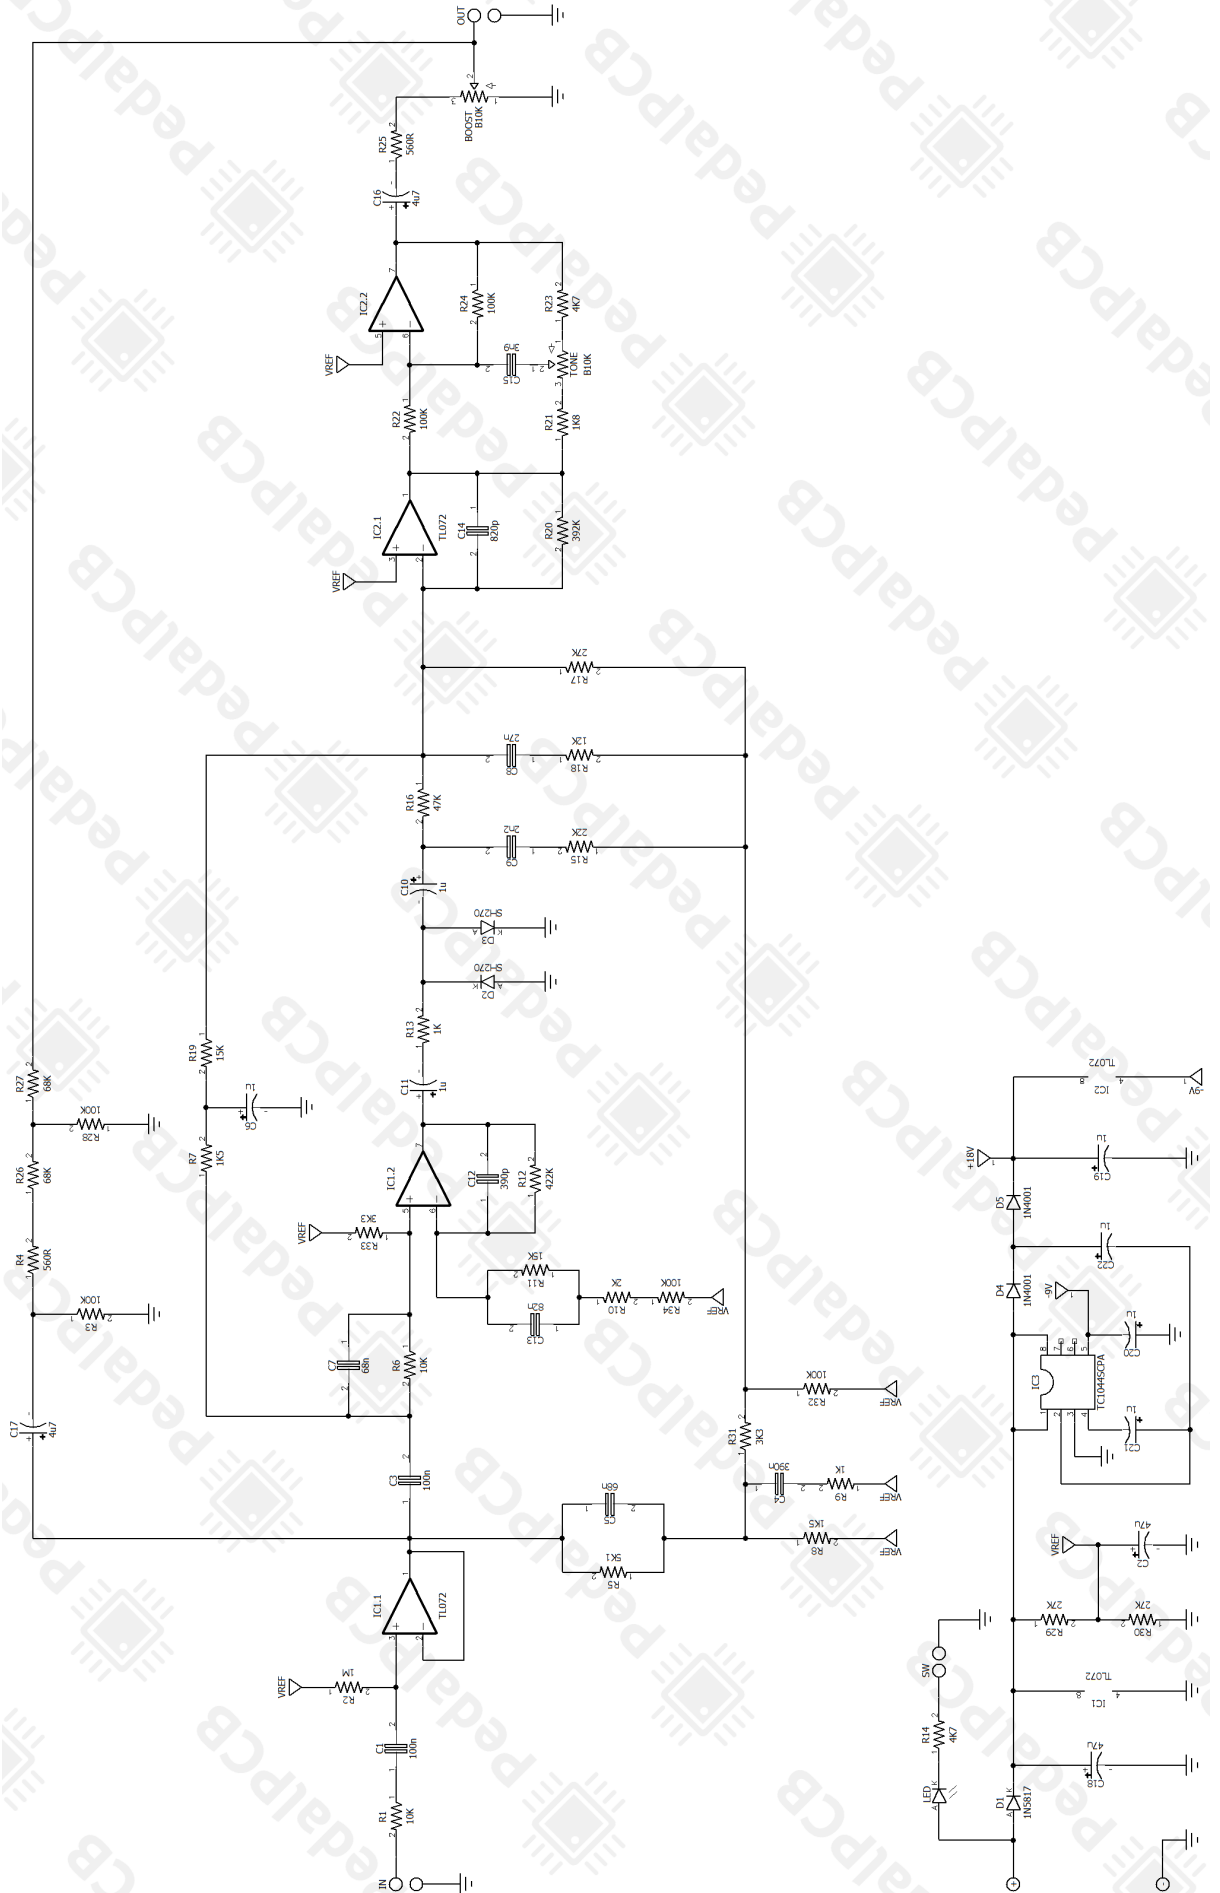 OUT
BOOST
B10K
R25
560R
C16
4u7
IC2.2
VREF
R24
100K
R23
4K7
3n9
C15
TONE
B10K
R22
100K
R21
1K8
IC2.1
TL072
VREF
C14
820p
R20
392K
27K
R17
27n
C8
12K
R18
R16
47K
2n2
C9
22K
R15
C10
1u
D3
D2
R13
1K
C11
1u
R27
68K
100K
R28
R26
68K
R4
560R
100K
R3
C17
4u7
R19
15K
1u
C6
R7
1K5
IC1.2
C12
390p
R12
422K
VREF
3K3
R33
15K
R11
82n
C13
2K
R10
100K
R34
VREF
C7
68n
R6
10K
C3
100n
68n
C5
5K1
R5
100K
R32
VREF
R31
3K3
390n
C4
1K
R9
VREF
1K5
R8
VREF
IC1.1
TL072
VREF
1M
R2
C1
100n
R1
10K
IN
TL072
IC2
-9V
+18V
1u
C19
D5
1N4001
1u
C22
D4
1N4001
-9V
1u
C20
IC3
TC1044SCPA
1u
C21
VREF
47u
C2
27K
R29
27K
R30
SW
R14
4K7
LED
TL072
IC1
47u
C18
D1
1N5817
+
-
PedalPCB